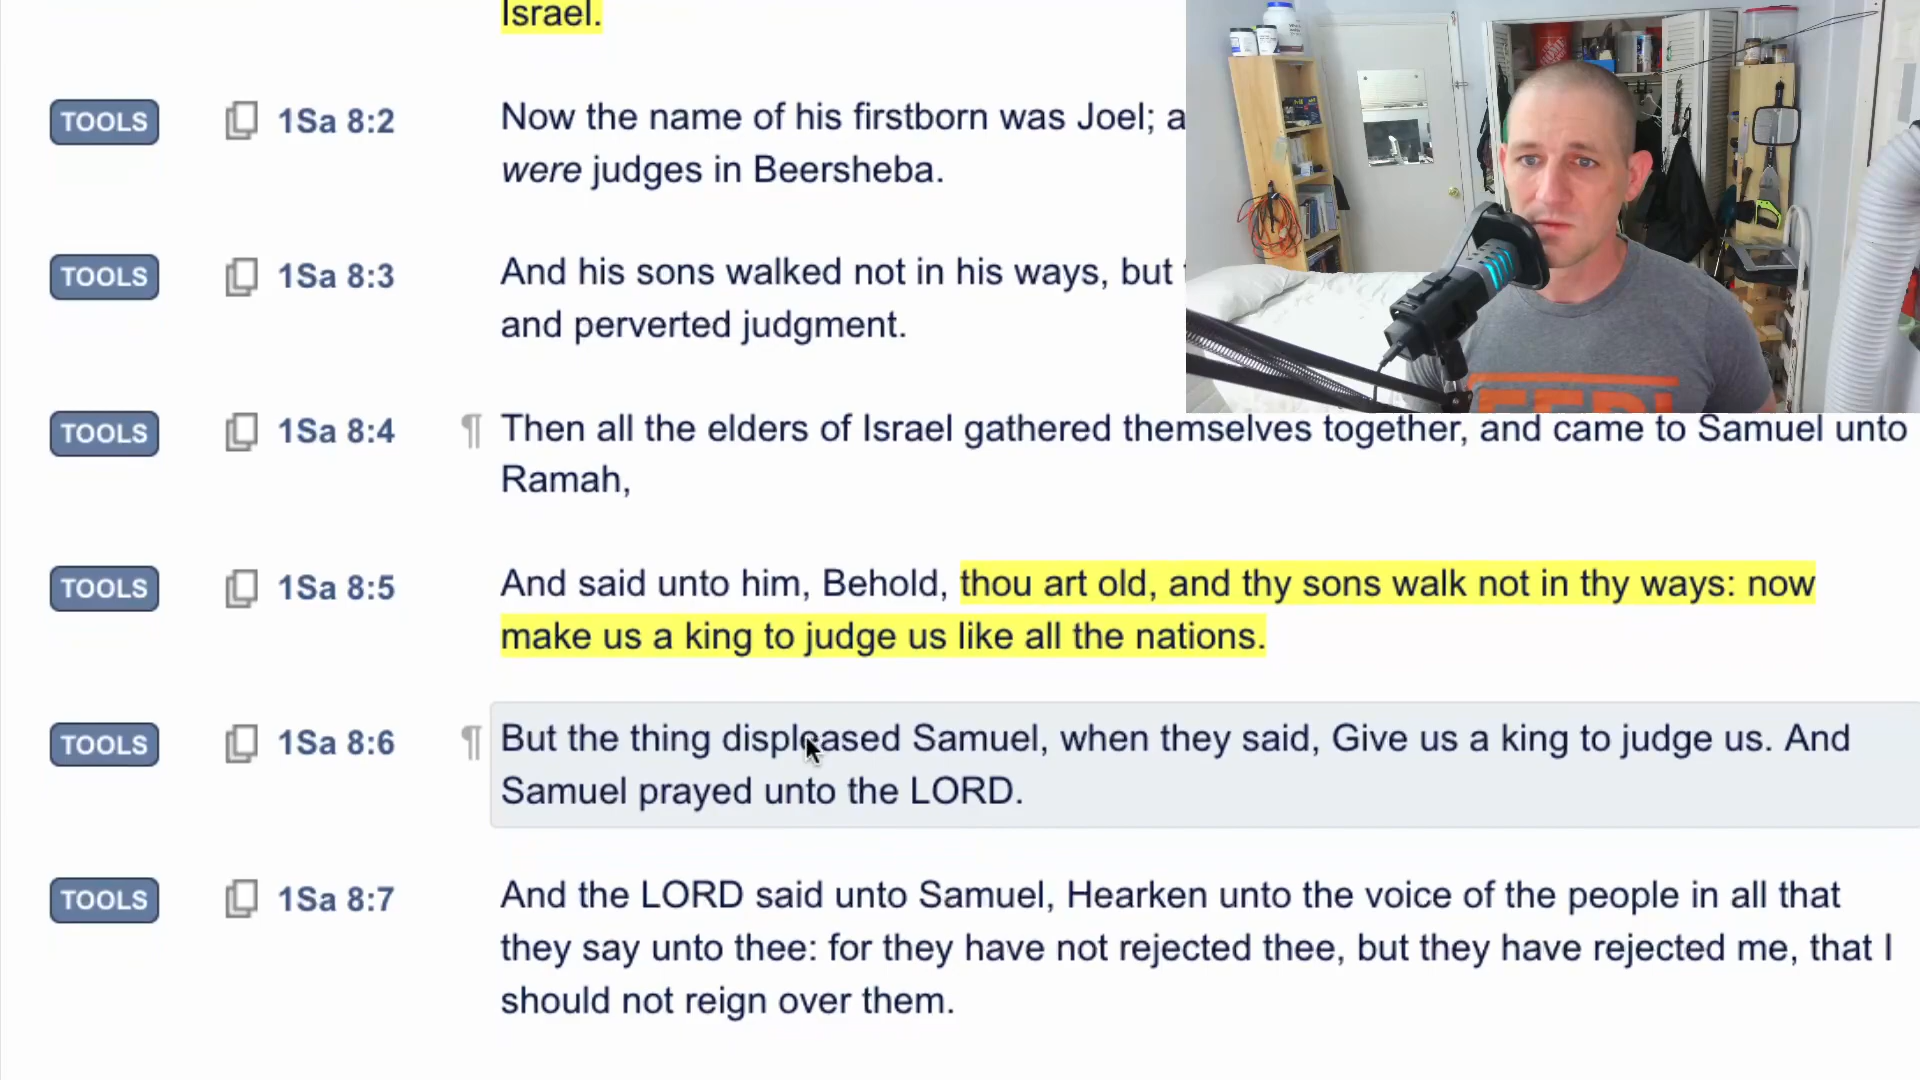 Israel.
TOOLS 1Sa 8:2 Now the name of his firstborn was Joel; a
were judges in Beersheba.
TOOLS 1Sa 8:3 And his sons walked not in his ways, but
and perverted judgment.
TOOLS 1Sa 8:4 ¶ Then all the elders of Israel gathered themselves together, and came to Samuel unto
Ramah,
TOOLS 1Sa 8:5 And said unto him, Behold, thou art old, and thy sons walk not in thy ways: now
make us a king to judge us like all the nations.
TOOLS 1Sa 8:6 ¶ But the thing displeased Samuel, when they said, Give us a king to judge us. And
Samuel prayed unto the LORD.
TOOLS 1Sa 8:7 And the LORD said unto Samuel, Hearken unto the voice of the people in all that
they say unto thee: for they have not rejected thee, but they have rejected me, that I
should not reign over them.